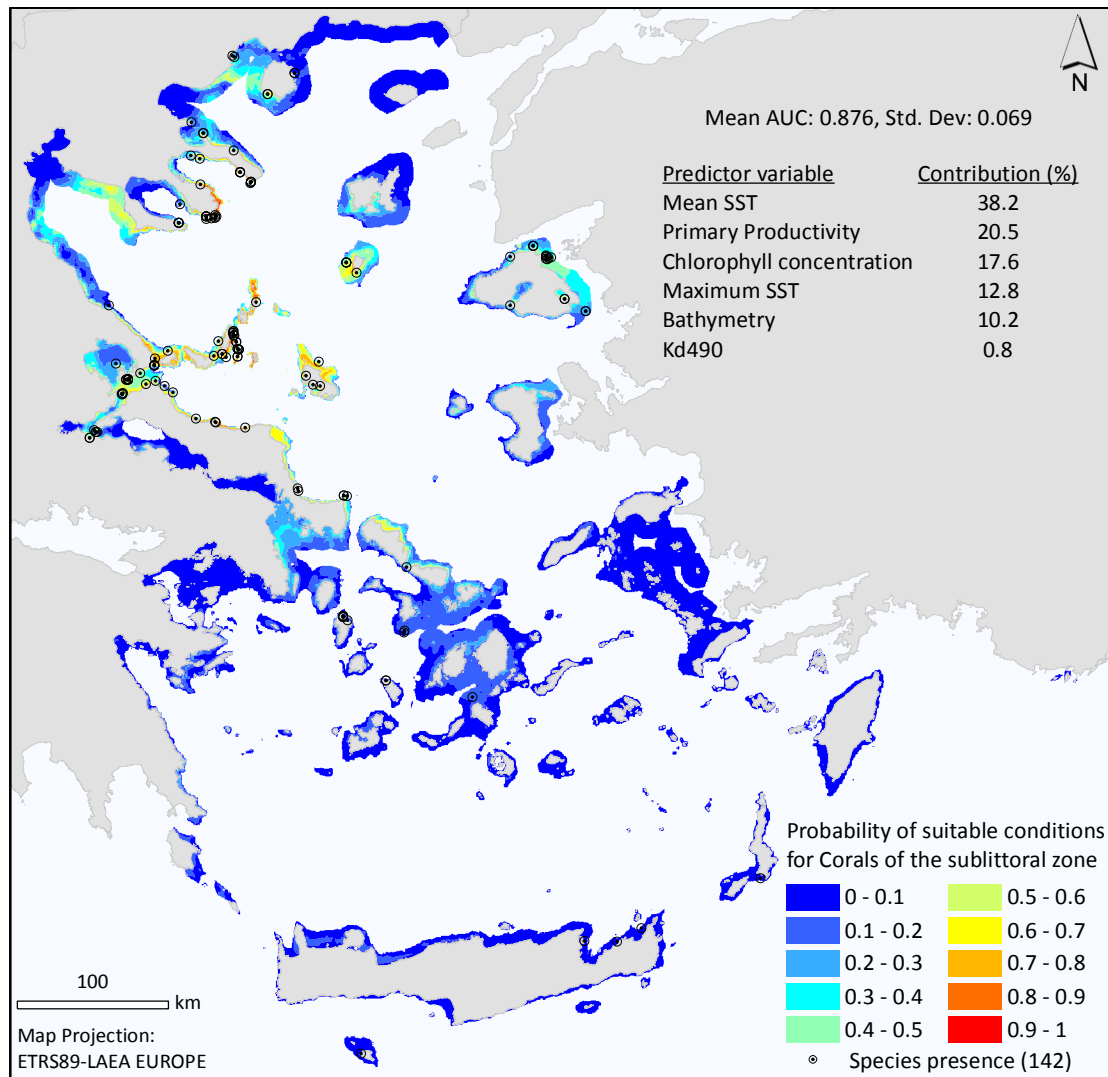 N
Mean AUC: 0.876, Std. Dev: 0.069
Predictor variable Contribution (%)
Mean SST 38.2
Primary Productivity 20.5
Chlorophyll concentration 17.6
Maximum SST 12.8
Bathymetry 10.2
Kd490 0.8
Probability of suitable conditions
for Corals of the sublittoral zone
0 - 0.1 0.5 - 0.6
0.1 - 0.2 0.6 - 0.7
0.2 - 0.3 0.7 - 0.8
0.3 - 0.4 0.8 - 0.9
0.4 - 0.5 0.9 - 1
Species presence (142)
100
km
Map Projection:
ETRS89-LAEA EUROPE